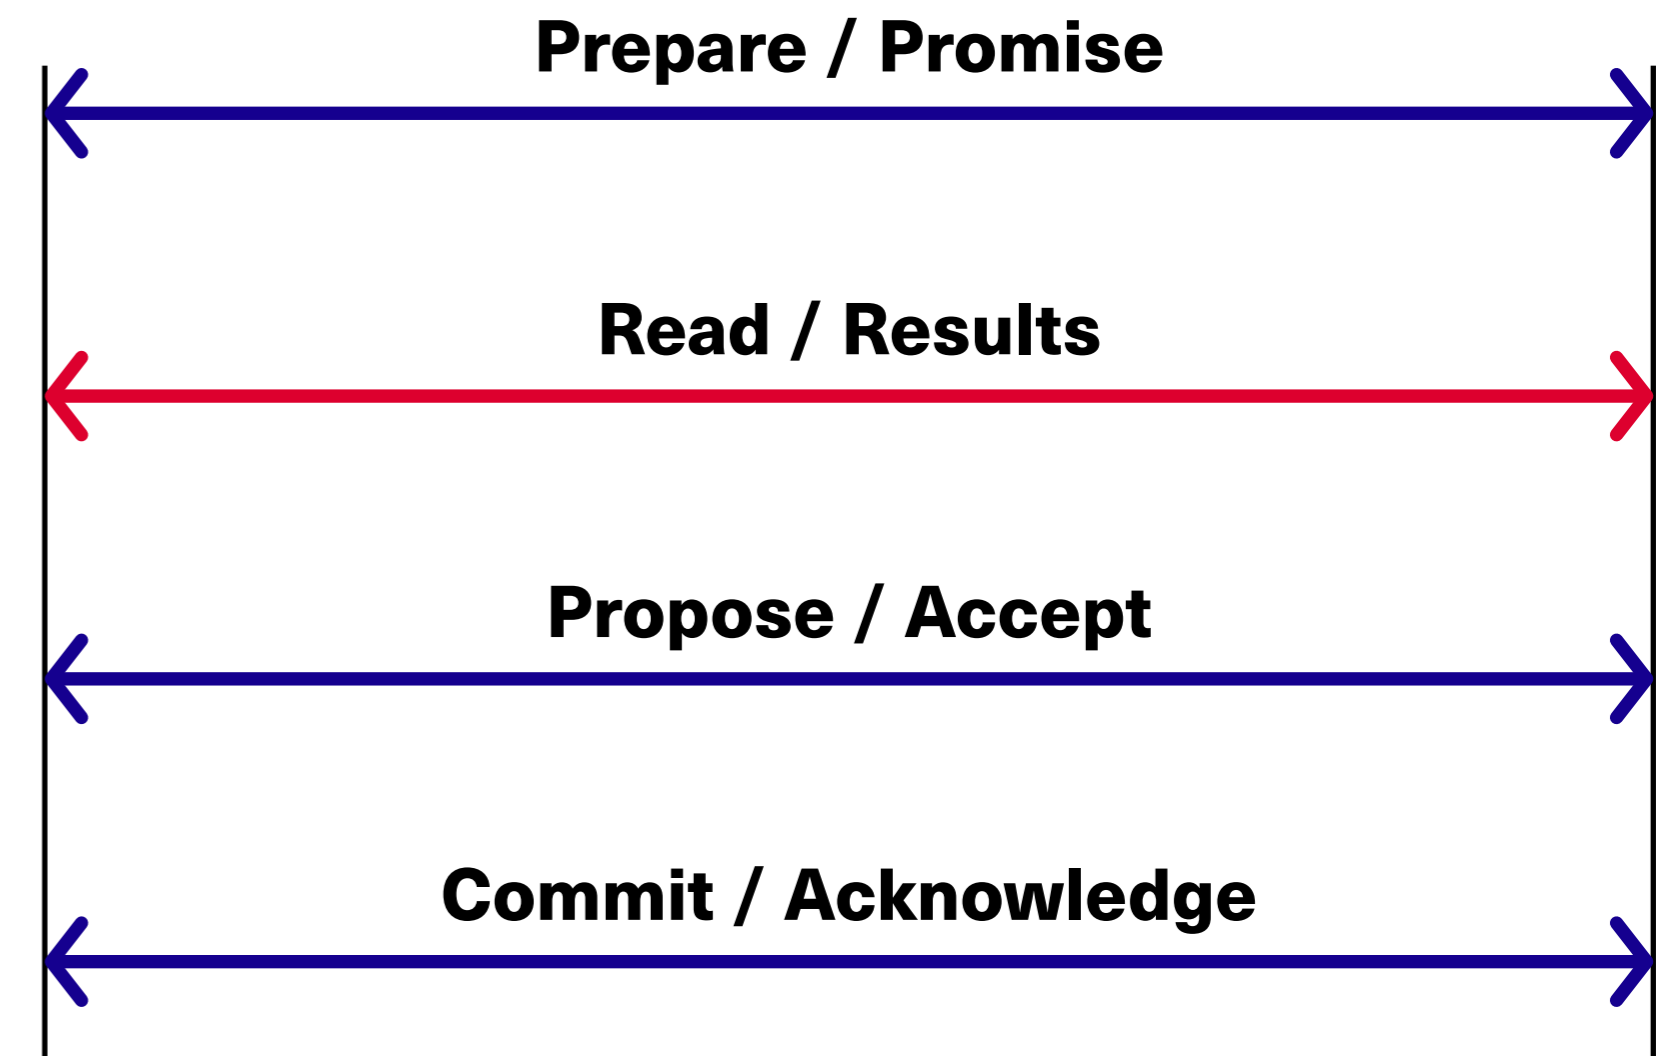 Prepare / Promise
Read / Results
Propose / Accept
Commit / Acknowledge